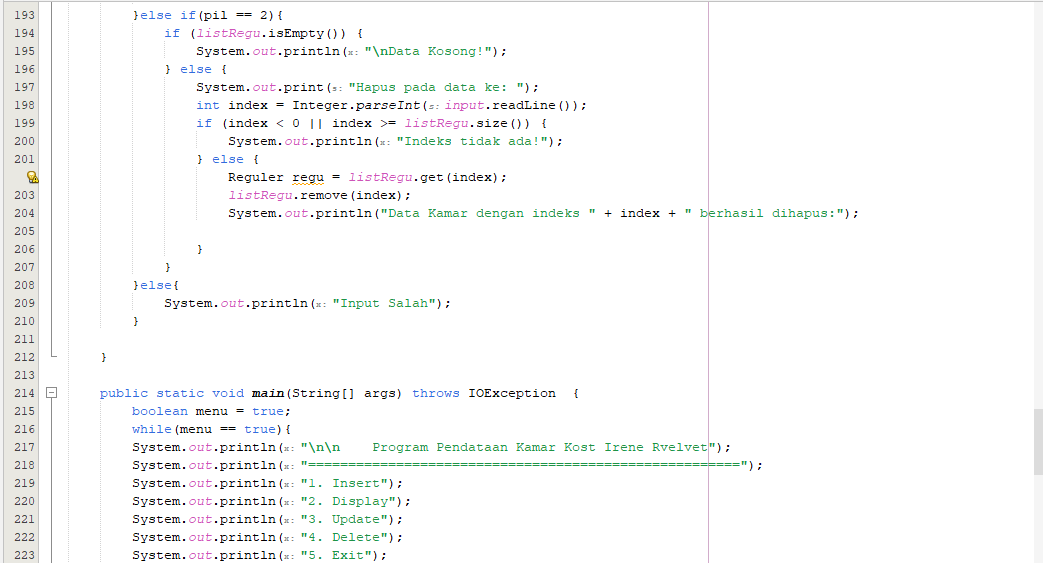 193 }else if(pil == 2){
194 if (listRegu.isEmpty()) {
195 System.out.println(x: "\nData Kosong!");
196 } else {
197 System.out.print(s: "Hapus pada data ke: ");
198 int index = Integer.parseInt(s: input.readLine());
199 if (index < 0 || index >= listRegu.size()) {
200 System.out.println(x: "Indeks tidak ada!");
201 } else {
Reguler regu = listRegu.get(index);
203 listRegu.remove(index);
204 System.out.println("Data Kamar dengan indeks " + index + " berhasil dihapus:");
205
206 }
207 }
208 }else{
209 System.out.println(x: "Input Salah");
210 }
211
212 }
213
214 public static void main(String[] args) throws IOException {
215 boolean menu = true;
216 while(menu == true){
217 System.out.println(x: "\n\n    Program Pendataan Kamar Kost Irene Rvelvet");
218 System.out.println(x: "======================================================");
219 System.out.println(x: "1. Insert");
220 System.out.println(x: "2. Display");
221 System.out.println(x: "3. Update");
222 System.out.println(x: "4. Delete");
223 System.out.println(x: "5. Exit");